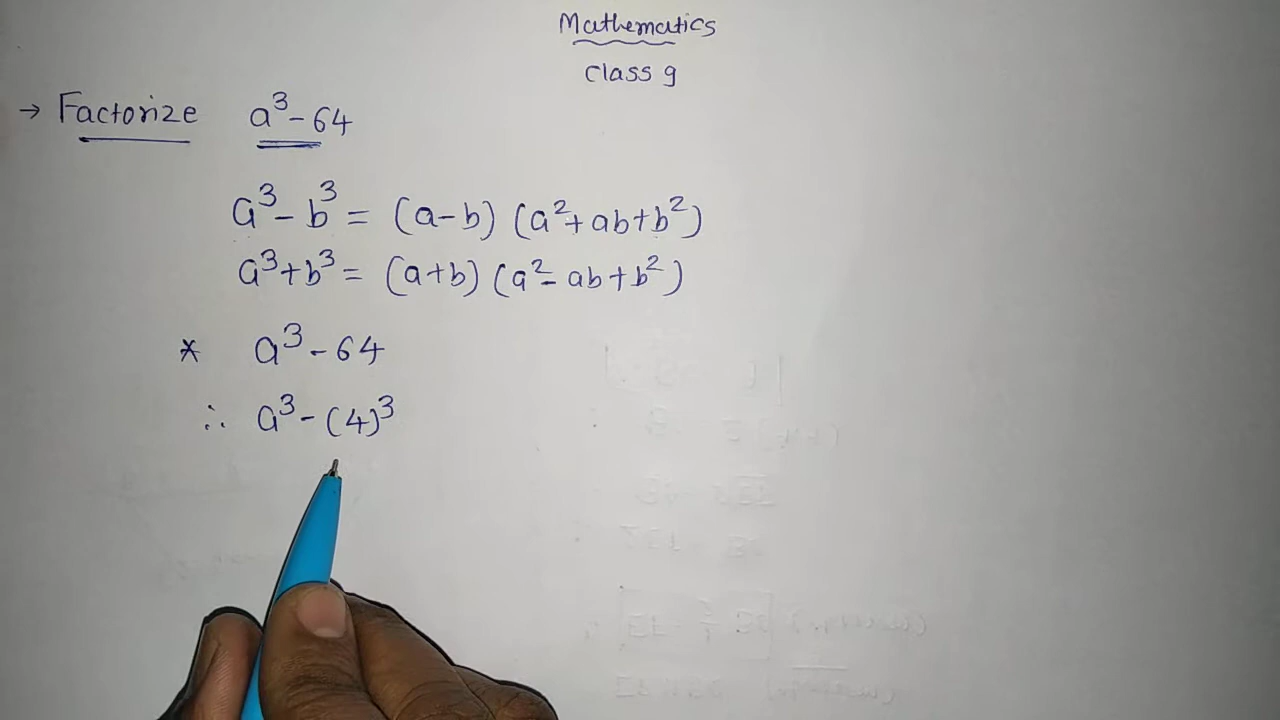 Mathematics
Class 9
→ Factorize a³ - 64
a³ - b³ = (a - b) (a² + ab + b²)
a³ + b³ = (a + b) (a² - ab + b²)
* a³ - 64
∴ a³ - (4)³